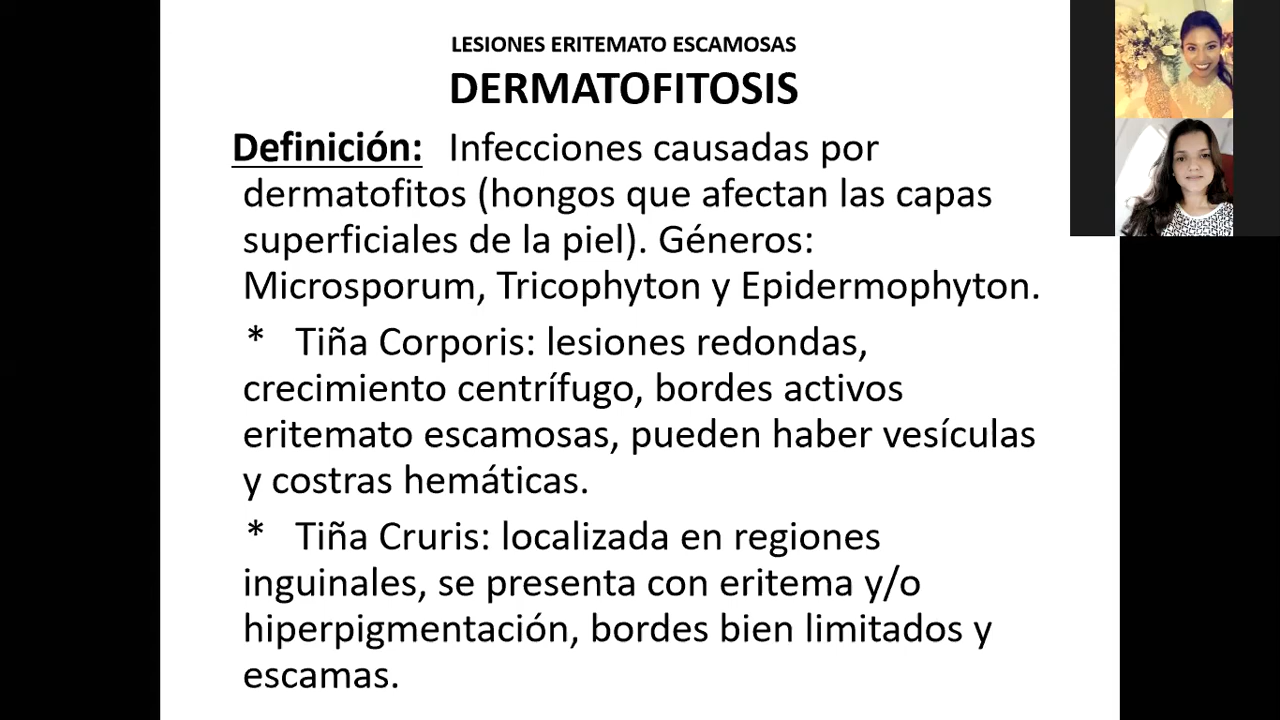 LESIONES ERITEMATO ESCAMOSAS
DERMATOFITOSIS
Definición: Infecciones causadas por
dermatofitos (hongos que afectan las capas
superficiales de la piel). Géneros:
Microsporum, Tricophyton y Epidermophyton.
* Tiña Corporis: lesiones redondas,
crecimiento centrífugo, bordes activos
eritemato escamosas, pueden haber vesículas
y costras hemáticas.
* Tiña Cruris: localizada en regiones
inguinales, se presenta con eritema y/o
hiperpigmentación, bordes bien limitados y
escamas.